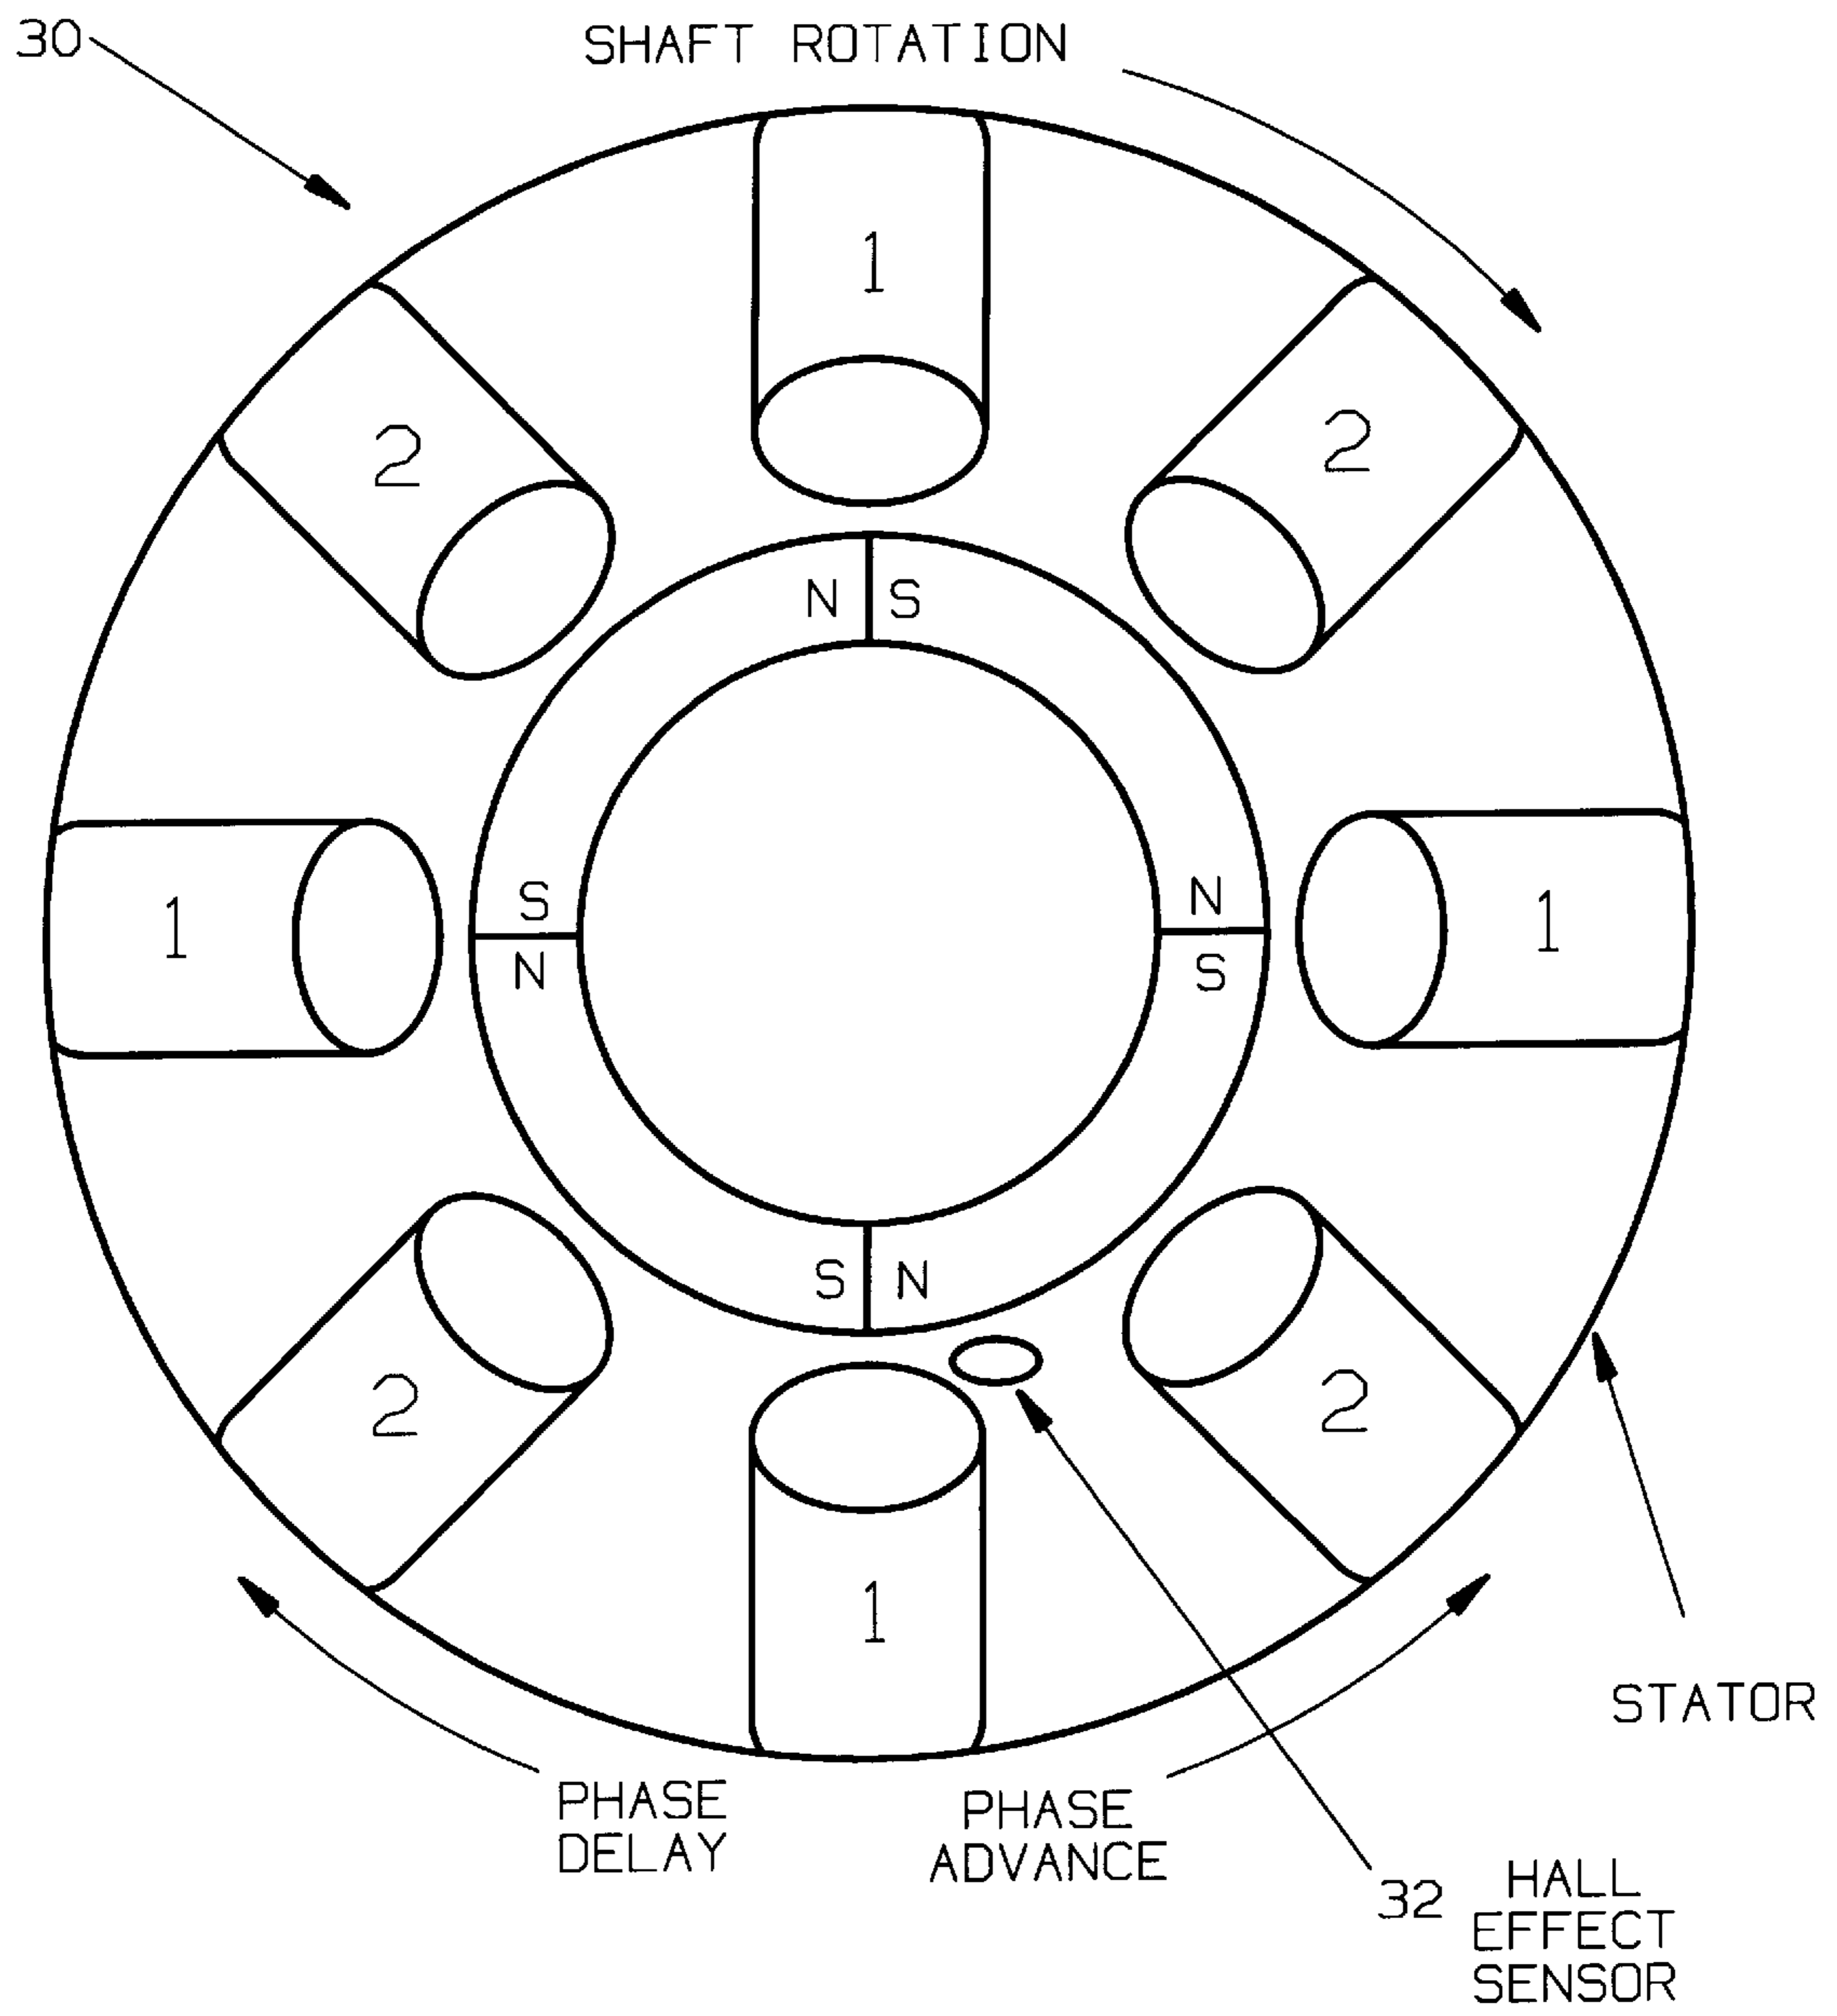 30
SHAFT ROTATION
1
2
2
N S
S
N
N
S
1
1
S N
2
2
1
STATOR
PHASE
DELAY
PHASE
ADVANCE
32
HALL
EFFECT
SENSOR